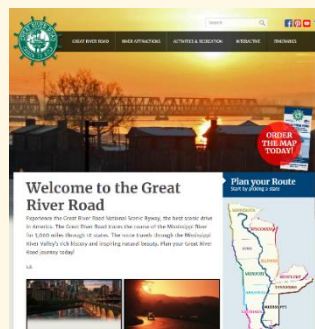 Search
GREAT RIVER ROAD
GREAT RIVER ROAD RIVER ATTRACTIONS ACTIVITIES & RECREATION INTERACTIVE ITINERARIES
ORDER
THE MAP
TODAY!
Welcome to the Great
River Road
Experience the Great River Road National Scenic Byway, the best scenic drive
in America. The Great River Road traces the course of the Mississippi River
for 3,000 miles through 10 states. The route travels through the Mississippi
River Valley's rich history and inspiring natural beauty. Plan your Great River
Road journey today!
Plan your Route
Start by picking a state
MINNESOTA
WISCONSIN
IOWA
ILLINOIS
MISSOURI
KENTUCKY
TENNESSEE
ARKANSAS
MISSISSIPPI
LOUISIANA